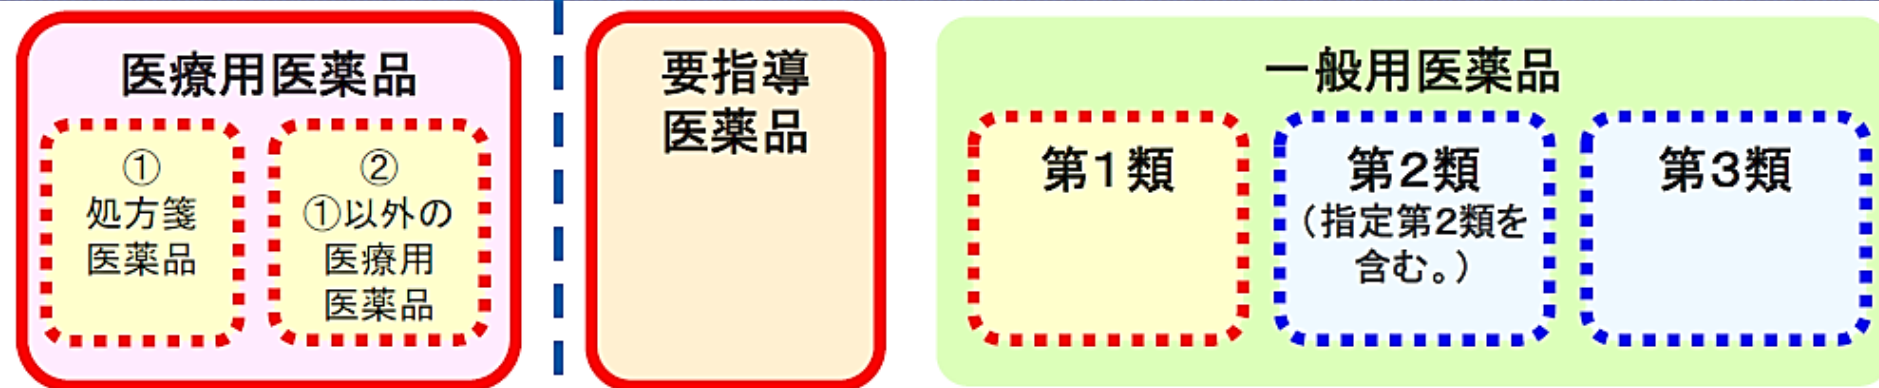 医療用医薬品
①
処方箋
医薬品
②
①以外の
医療用
医薬品
要指導
医薬品
一般用医薬品
第1類
第2類
(指定第2類を
含む。)
第3類